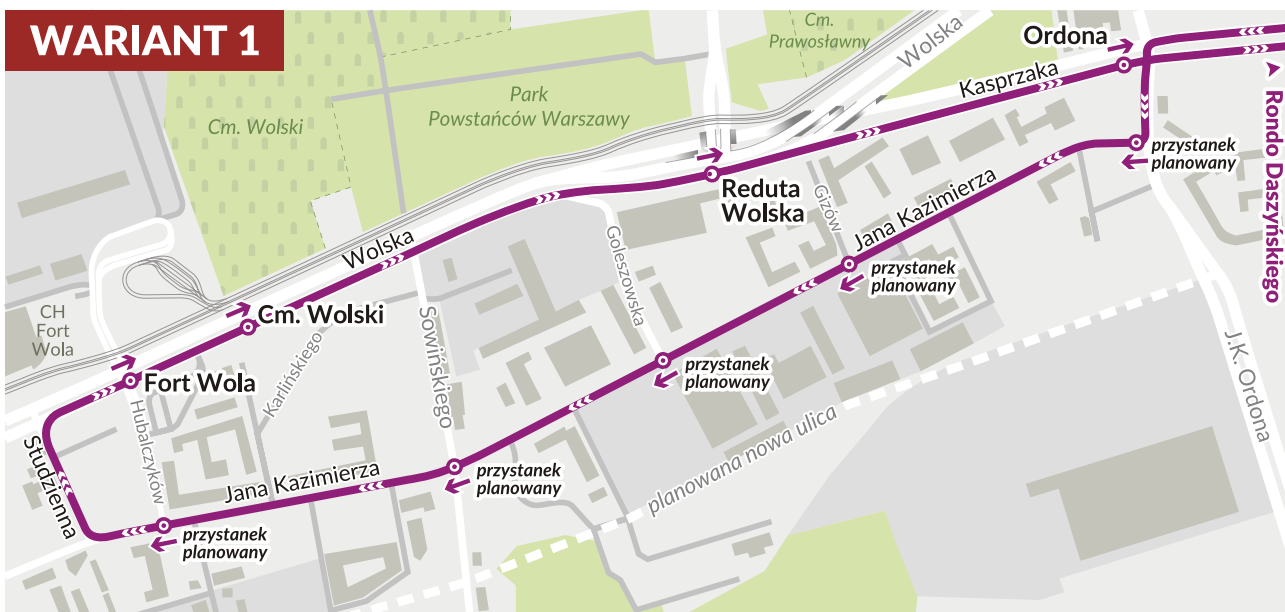 WARIANT 1
Cm.
Prawosławny
Wolska
Ordona
Kasprzaka
Rondo Daszyńskiego
Park
Powstańców Warszawy
Cm. Wolski
przystanek
planowany
Reduta
Wolska
Gizów
Jana Kazimierza
Wolska
Goleszowska
przystanek
planowany
CH
Fort
Wola
Cm. Wolski
Sowińskiego
Karlińskiego
Fort Wola
Hubalczyków
przystanek
planowany
J.K. Ordona
planowana nowa ulica
Studzienna
Jana Kazimierza
przystanek
planowany
przystanek
planowany